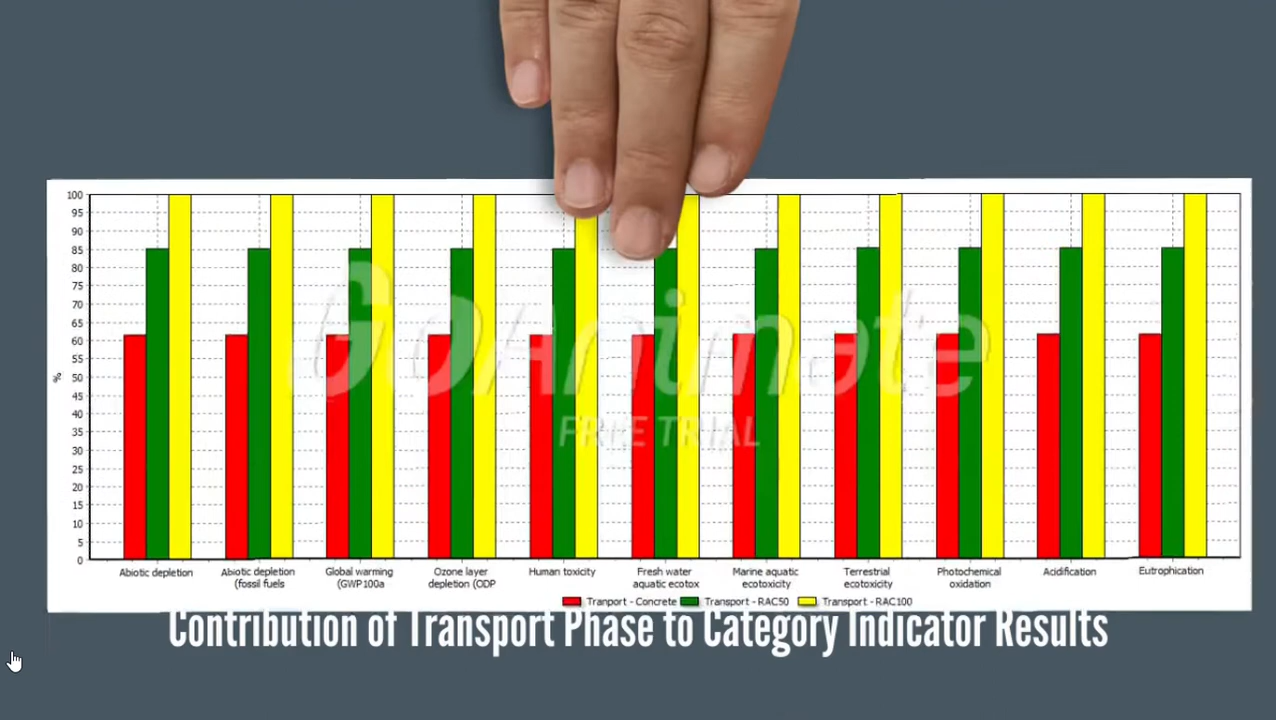 100
95
90
85
80
75
70
65
60
55
50
45
40
35
30
25
20
15
10
5
0
%
GoAnimate
FREE TRIAL
Abiotic depletion
Abiotic depletion
(fossil fuels
Global warming
(GWP100a
Ozone layer
depletion (ODP
Human toxicity
Fresh water
aquatic ecotox
Marine aquatic
ecotoxicity
Terrestrial
ecotoxicity
Photochemical
oxidation
Acidification
Eutrophication
Tranport - Concrete Transport - RAC50 Transport - RAC100
Contribution of Transport Phase to Category Indicator Results